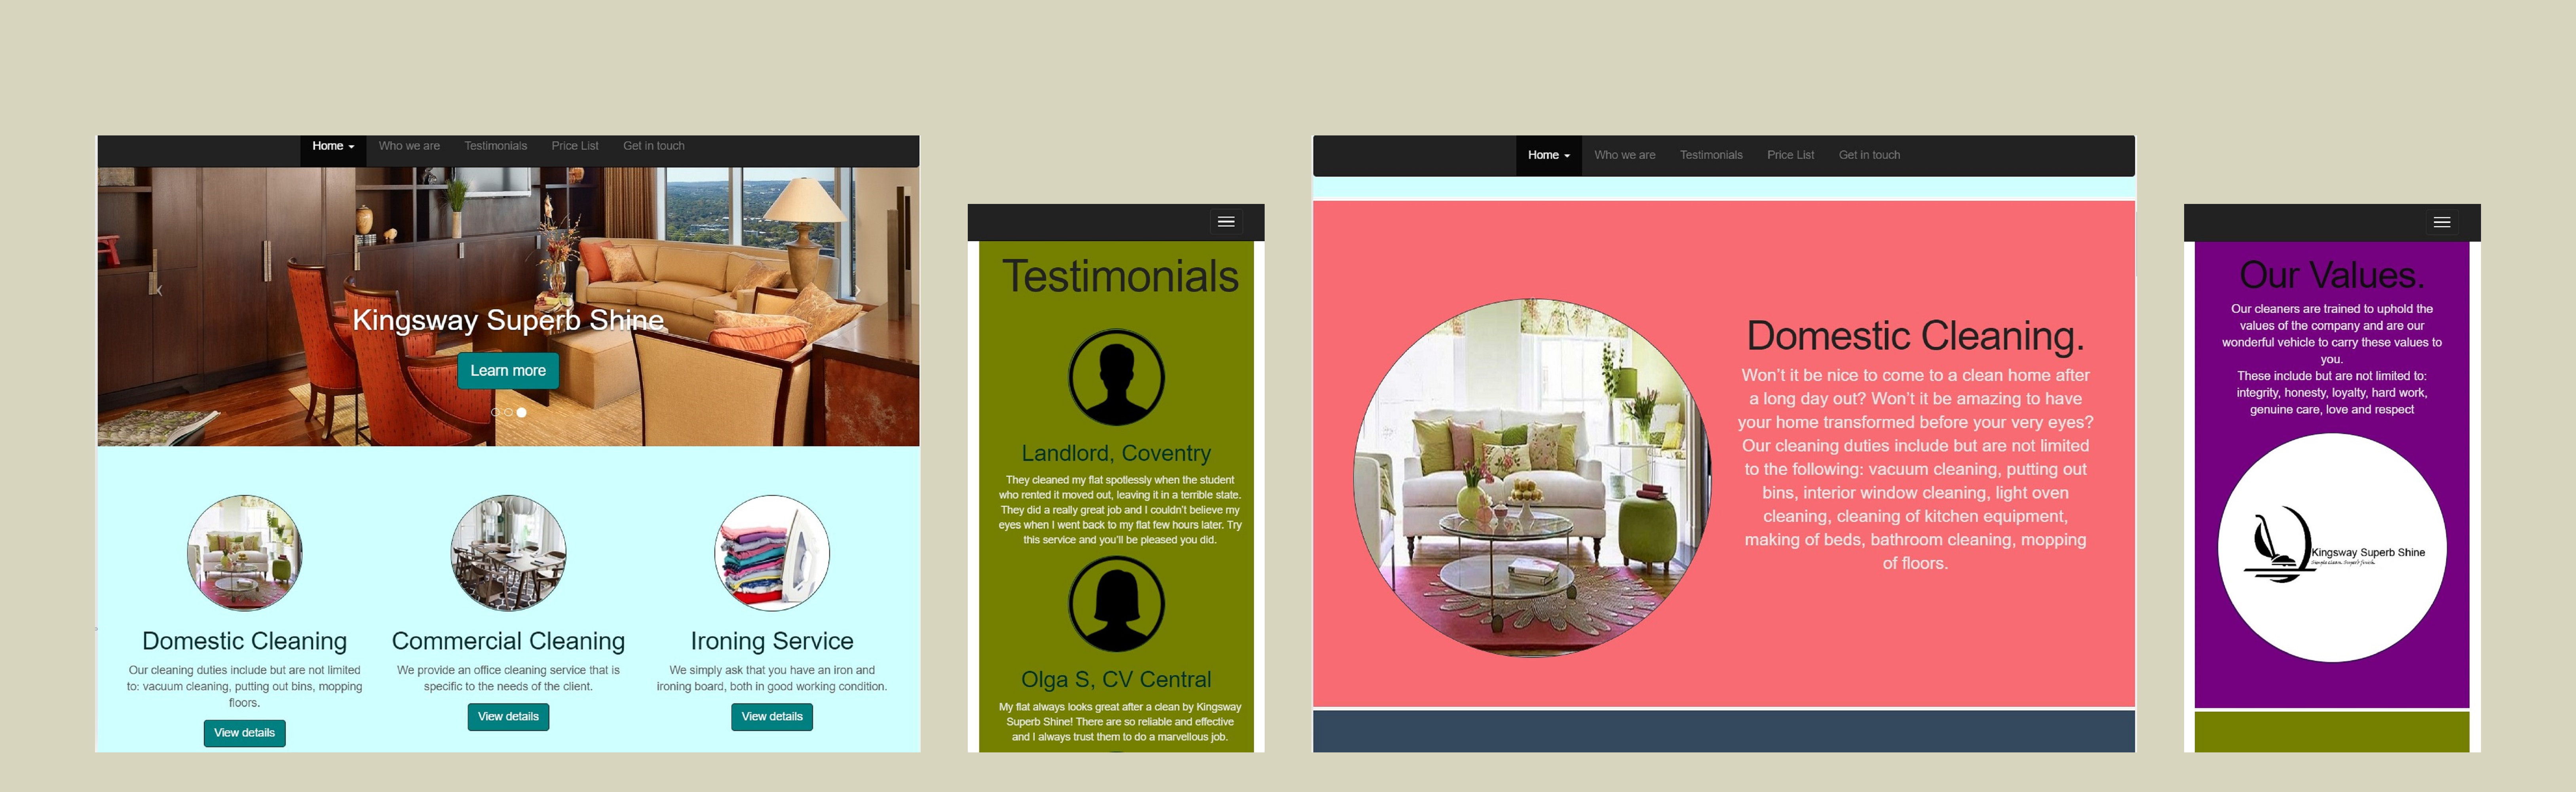 Home Who we are Testimonials Price List Get in touch
Kingsway Superb Shine
Learn more
Domestic Cleaning
Our cleaning duties include but are not limited
to: vacuum cleaning, putting out bins, mopping
floors.
View details
Commercial Cleaning
We provide an office cleaning service that is
specific to the needs of the client.
View details
Ironing Service
We simply ask that you have an iron and
ironing board, both in good working condition.
View details
Testimonials
Landlord, Coventry
They cleaned my flat spotlessly when the student
who rented it moved out, leaving it in a terrible state.
They did a really great job and I couldn't believe my
eyes when I went back to my flat few hours later. Try
this service and you'll be pleased you did.
Olga S, CV Central
My flat always looks great after a clean by Kingsway
Superb Shine! There are so reliable and effective
and I always trust them to do a marvellous job.
Home Who we are Testimonials Price List Get in touch
Domestic Cleaning.
Won't it be nice to come to a clean home after
a long day out? Won't it be amazing to have
your home transformed before your very eyes?
Our cleaning duties include but are not limited
to the following: vacuum cleaning, putting out
bins, interior window cleaning, light oven
cleaning, cleaning of kitchen equipment,
making of beds, bathroom cleaning, mopping
of floors.
Our Values.
Our cleaners are trained to uphold the
values of the company and are our
wonderful vehicle to carry these values to
you.
These include but are not limited to:
integrity, honesty, loyalty, hard work,
genuine care, love and respect
Kingsway Superb Shine
Simple clean. Superb finish.